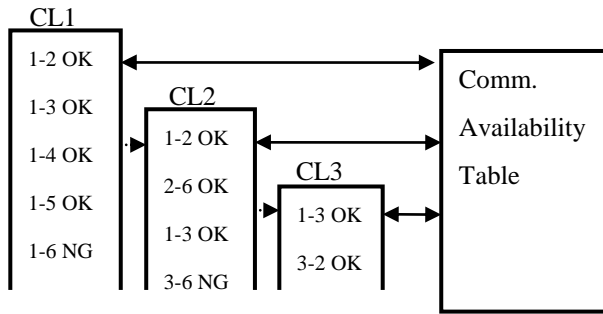 CL1
1-2 OK
1-3 OK
1-4 OK
1-5 OK
1-6 NG
CL2
1-2 OK
2-6 OK
1-3 OK
3-6 NG
CL3
1-3 OK
3-2 OK
Comm.
Availability
Table